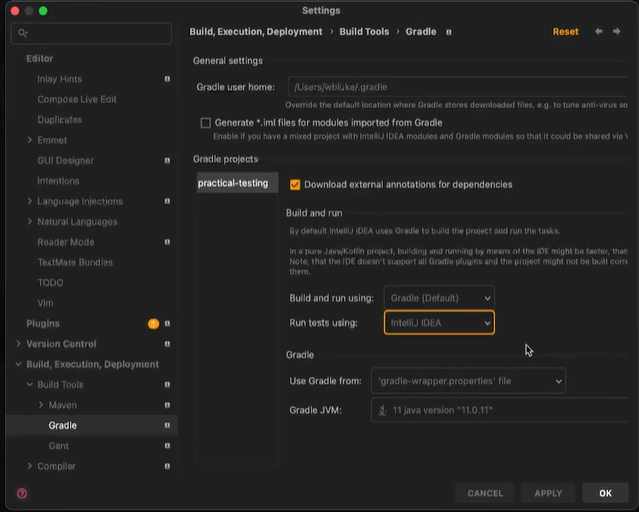 Settings
Build, Execution, Deployment › Build Tools › Gradle
Reset
Editor
Inlay Hints
Compose Live Edit
Duplicates
Emmet
GUI Designer
Intentions
Language Injections
Natural Languages
Reader Mode
TextMate Bundles
TODO
Vim
Plugins
1
Version Control
Build, Execution, Deployment
Build Tools
Maven
Gradle
Gant
Compiler
General settings
Gradle user home: /Users/wbluke/.gradle
Override the default location where Gradle stores downloaded files, e.g. to tune anti-virus so
Generate *.iml files for modules imported from Gradle
Enable if you have a mixed project with IntelliJ IDEA modules and Gradle modules so that it could be shared via
Gradle projects
practical-testing
Download external annotations for dependencies
Build and run
By default IntelliJ IDEA uses Gradle to build the project and run the tasks.
In a pure Java/Kotlin project, building and running by means of the IDE might be faster, than
Note, that the IDE doesn't support all Gradle plugins and the project might not be built corre
them.
Build and run using: Gradle (Default)
Run tests using: IntelliJ IDEA
Gradle
Use Gradle from: 'gradle-wrapper.properties' file
Gradle JVM: 11 java version "11.0.11"
?
CANCEL
APPLY
OK